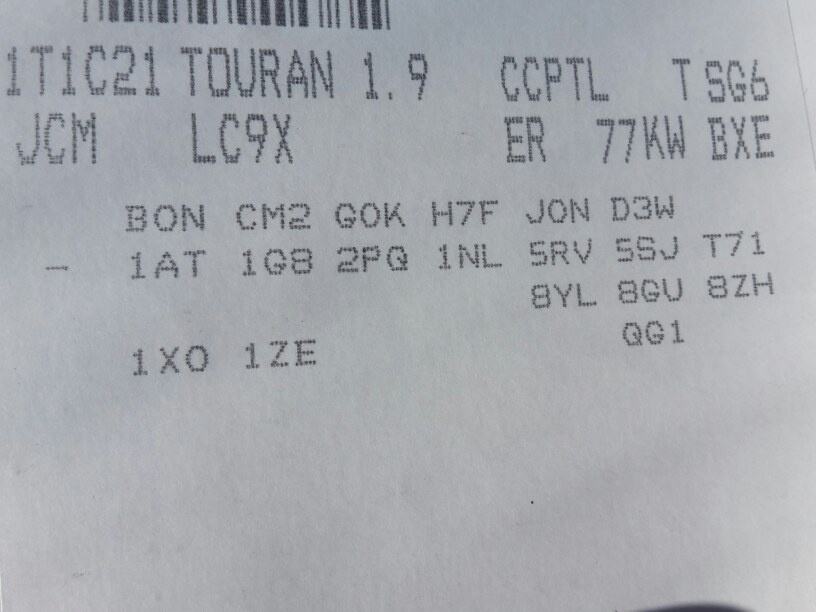 1T1C21 TOURAN 1.9 CCPTL T SG6
JCM LC9X ER 77KW BXE
B0N CM2 G0K H7F J0N D3W
- 1AT 1G8 2PQ 1NL 5RV 5SJ T71
8YL 8GU 8ZH
1X0 1ZE QG1